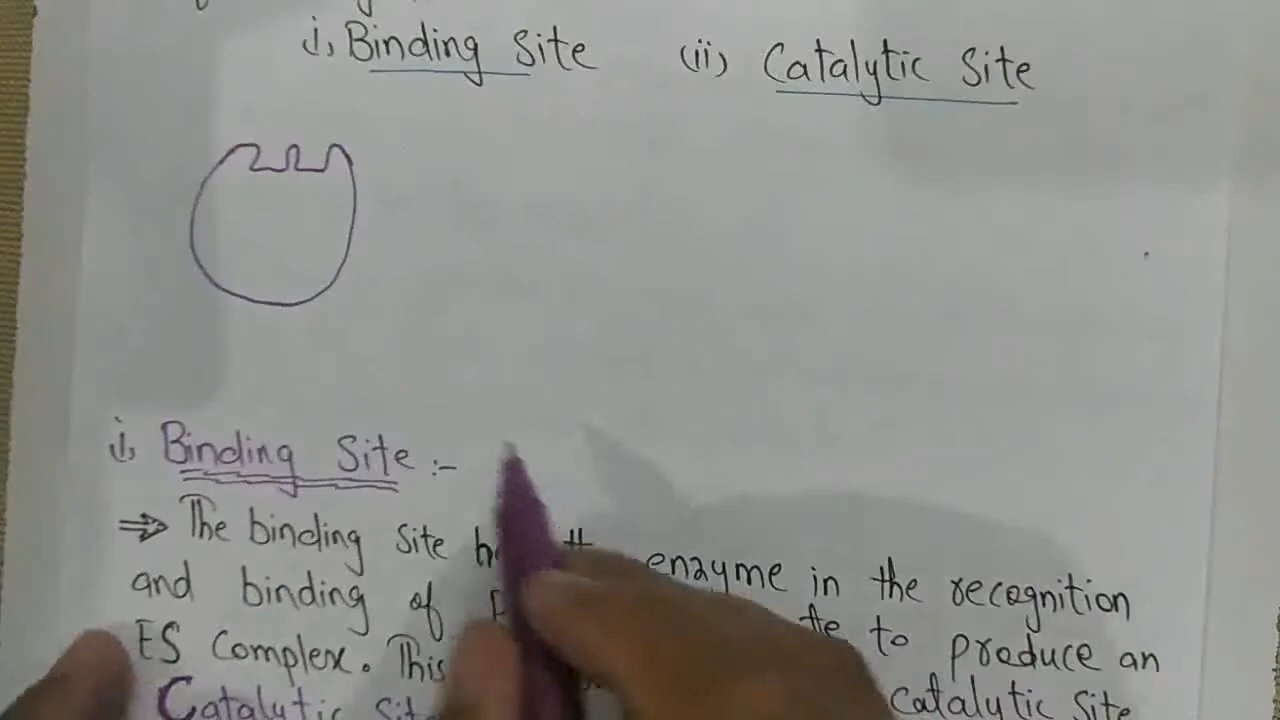 i, Binding Site (ii) Catalytic Site
i, Binding Site :-
⇒ The binding site enzyme in the recognition
and binding of to produce an
ES Complex. This catalytic site
Catalytic